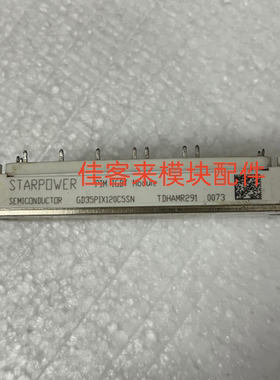 佳客来模块配件
STARPOWER PIM IGBT Module
SEMICONDUCTOR GD35PIX120C5SN TDHAMR291 0073